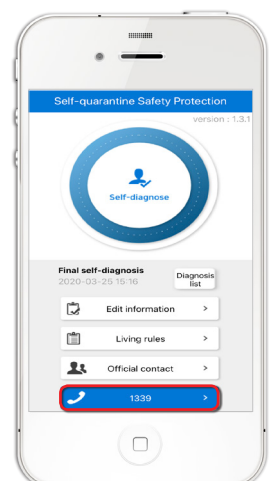 Self-quarantine Safety Protection
version : 1.3.1
Self-diagnose
Final self-diagnosis
2020-03-25 15:16
Diagnosis
list
Edit information >
Living rules >
Official contact >
1339 >